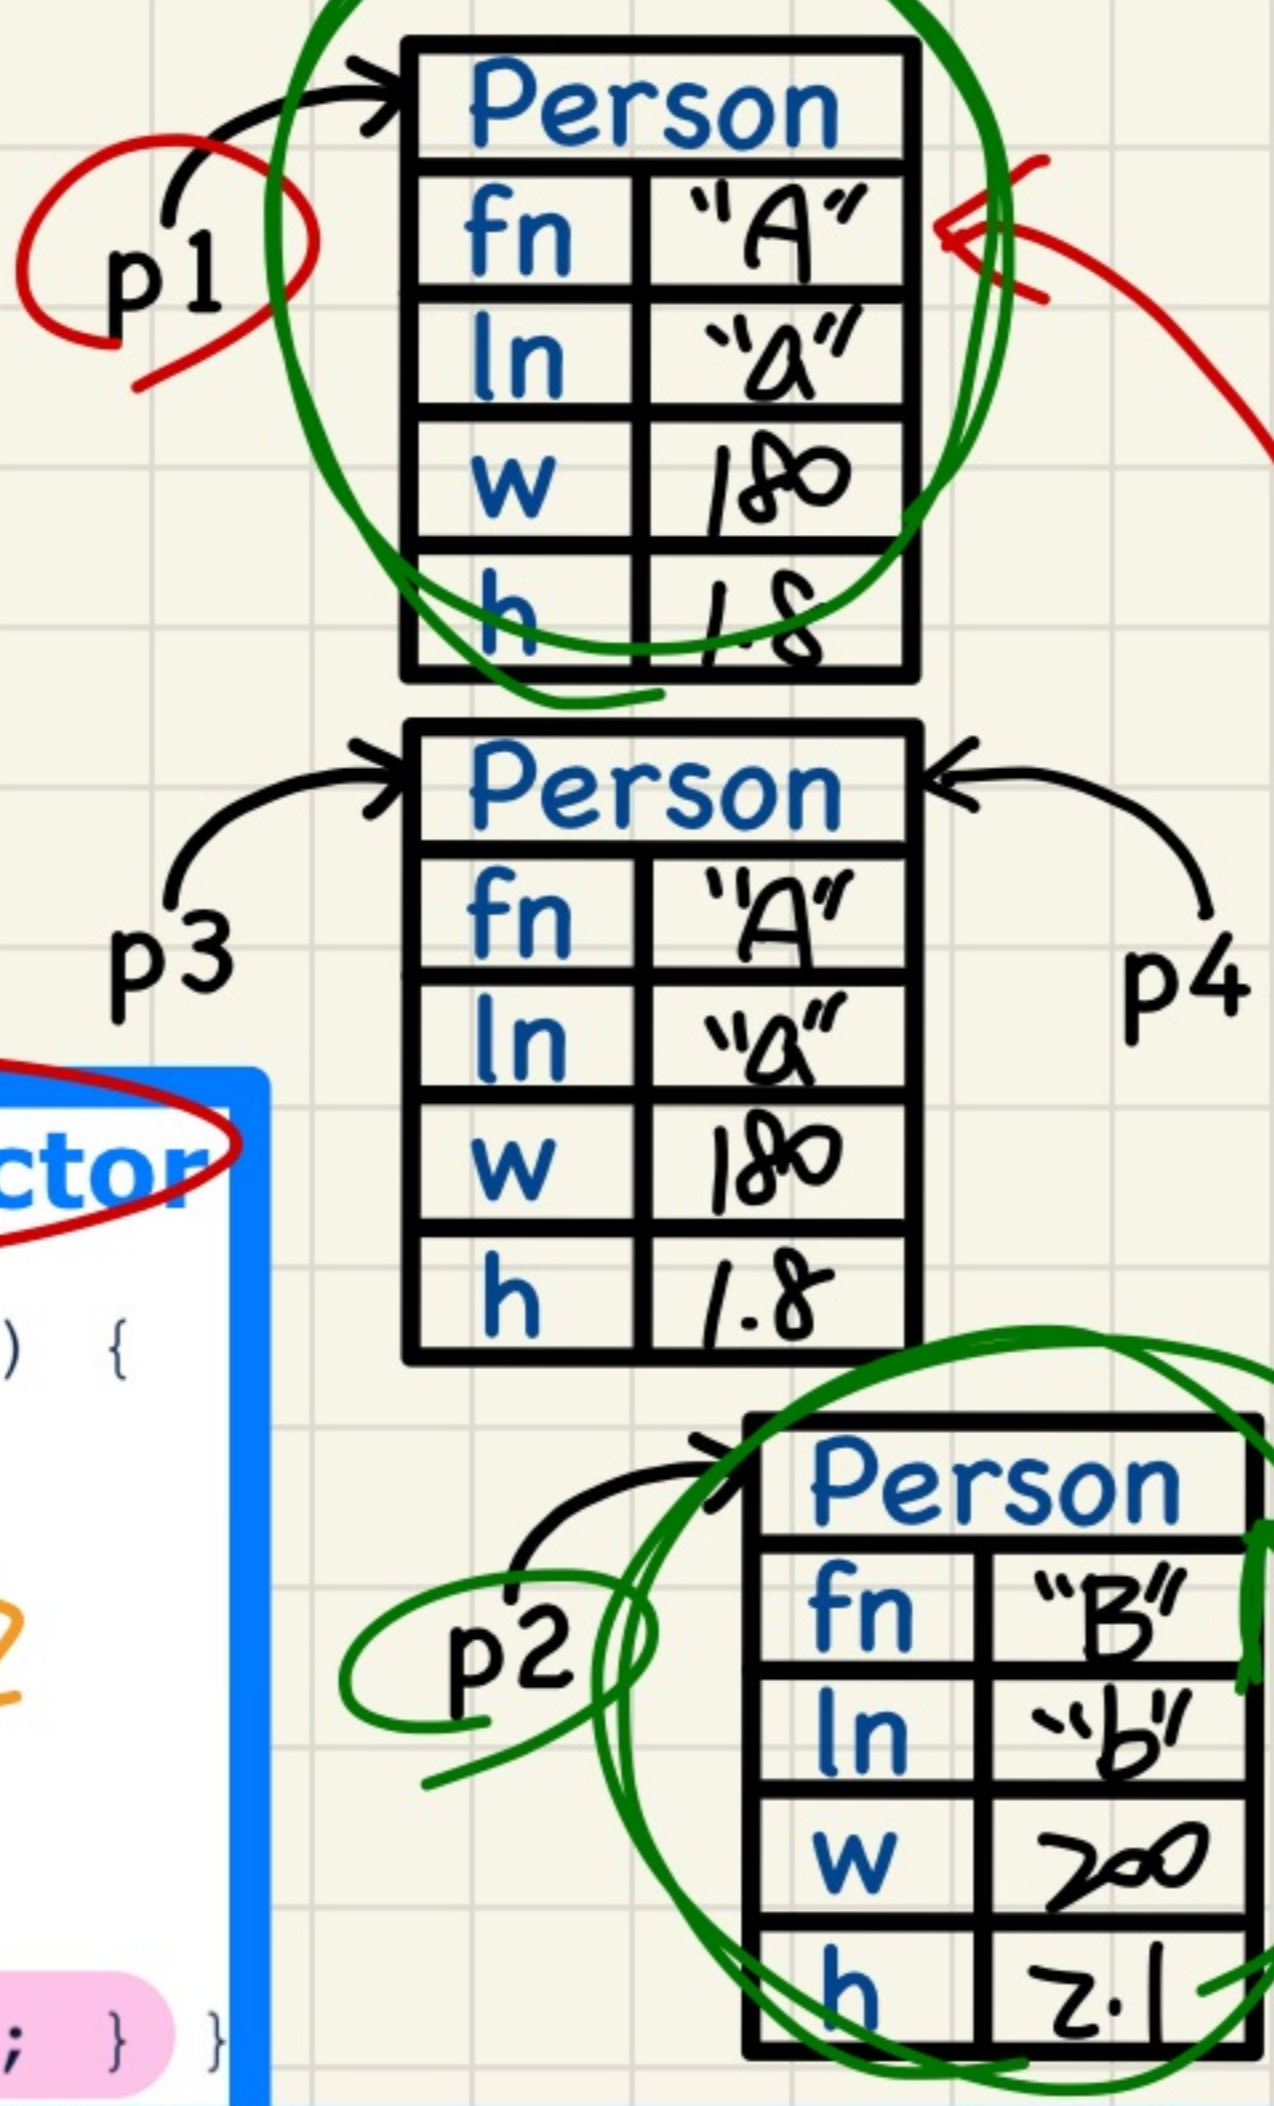 Person
fn "A"
p1
ln "a"
w 180
h 1.8
Person
fn "A"
p3
p4
ln "a"
w 180
h 1.8
ctor
) {
Person
fn "B"
p2
ln "b"
w 200
h 2.1
; } }